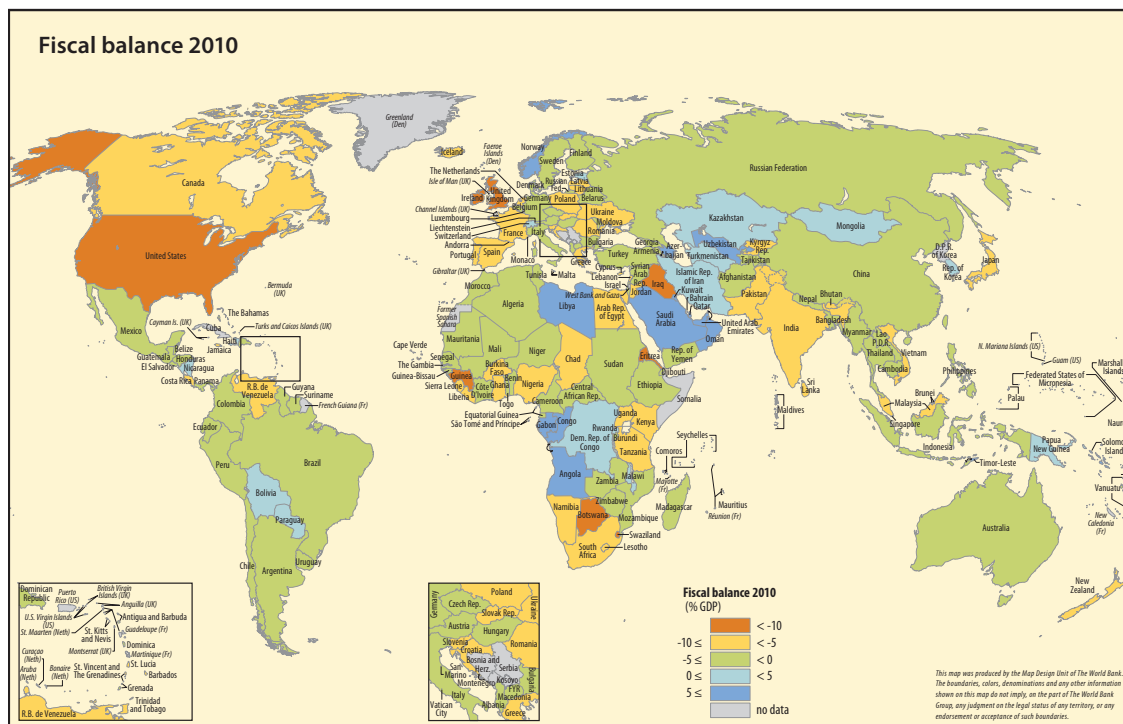 Fiscal balance 2010
Greenland
(Den)
Faeroe
Islands
(Den)
Iceland
Norway
Sweden
Finland
Russian Federation
Canada
United States
The Netherlands
Isle of Man (UK)
Ireland
United
Kingdom
Denmark
Estonia
Russian
Fed.
Latvia
Lithuania
Germany
Poland
Belarus
Channel Islands (UK)
Belgium
Luxembourg
Liechtenstein
Switzerland
France
Italy
Ukraine
Moldova
Romania
Bulgaria
Andorra
Portugal
Spain
Monaco
Greece
Gibraltar (UK)
Tunisia
Malta
Morocco
Algeria
Libya
Former
Spanish
Sahara
Kazakhstan
Mongolia
Georgia
Armenia
Azer-
baijan
Uzbekistan
Turkmenistan
Kyrgyz
Rep.
Tajikistan
Turkey
Cyprus
Lebanon
Israel
Syrian
Arab
Rep.
Jordan
Iraq
West Bank and Gaza
Islamic Rep.
of Iran
Afghanistan
Kuwait
Bahrain
Qatar
Saudi
Arabia
United Arab
Emirates
Oman
Rep. of
Yemen
Arab Rep.
of Egypt
Pakistan
India
Nepal
Bhutan
Bangladesh
Myanmar
China
D.P.R.
of Korea
Rep. of
Korea
Japan
Lao
P.D.R.
Thailand
Vietnam
Cambodia
Sri
Lanka
Maldives
Philippines
Brunei
Malaysia
Singapore
Indonesia
Timor-Leste
Papua
New Guinea
N. Mariana Islands (US)
Guam (US)
Palau
Federated States of
Micronesia
Marshall
Islands
Nauru
Solomon
Islands
Vanuatu
New
Caledonia
(Fr)
Australia
New
Zealand
Bermuda
(UK)
The Bahamas
Cayman Is. (UK)
Turks and Caicos Islands (UK)
Mexico
Cuba
Haiti
Jamaica
Belize
Guatemala
Honduras
El Salvador
Nicaragua
Costa Rica
Panama
R.B. de
Venezuela
Guyana
Suriname
French Guiana (Fr)
Colombia
Ecuador
Peru
Brazil
Bolivia
Paraguay
Uruguay
Chile
Argentina
Cape Verde
Mauritania
Senegal
The Gambia
Guinea-Bissau
Guinea
Sierra Leone
Liberia
Mali
Niger
Burkina
Faso
Côte
D'Ivoire
Ghana
Togo
Benin
Nigeria
Chad
Sudan
Eritrea
Djibouti
Ethiopia
Somalia
Cameroon
Central
African Rep.
Equatorial Guinea
São Tomé and Principe
Gabon
Congo
Dem. Rep. of
Congo
Rwanda
Burundi
Uganda
Kenya
Tanzania
Seychelles
Comoros
Mayotte
(Fr)
Angola
Zambia
Malawi
Zimbabwe
Mozambique
Madagascar
Mauritius
Réunion (Fr)
Namibia
Botswana
Swaziland
Lesotho
South
Africa
Dominican
Republic
Puerto
Rico (US)
British Virgin
Islands (UK)
U.S. Virgin
Islands (US)
Anguilla (UK)
St. Maarten (Neth)
St. Kitts
and Nevis
Antigua and Barbuda
Guadeloupe (Fr)
Montserrat (UK)
Dominica
Martinique (Fr)
Curaçao
(Neth)
Aruba
(Neth)
Bonaire
(Neth)
St. Vincent and
The Grenadines
St. Lucia
Barbados
Grenada
Trinidad
and Tobago
R.B. de Venezuela
Germany
Poland
Czech Rep.
Slovak Rep.
Ukraine
Austria
Hungary
Slovenia
Croatia
Romania
Bosnia and
Herz.
Serbia
San
Marino
Montenegro
Kosovo
Bulgaria
FYR
Macedonia
Italy
Vatican
City
Albania
Greece
Fiscal balance 2010
(% GDP)
< -10
-10 ≤ < -5
-5 ≤ < 0
0 ≤ < 5
5 ≤
no data
This map was produced by the Map Design Unit of The World Bank.
The boundaries, colors, denominations and any other information
shown on this map do not imply, on the part of The World Bank
Group, any judgment on the legal status of any territory, or any
endorsement or acceptance of such boundaries.